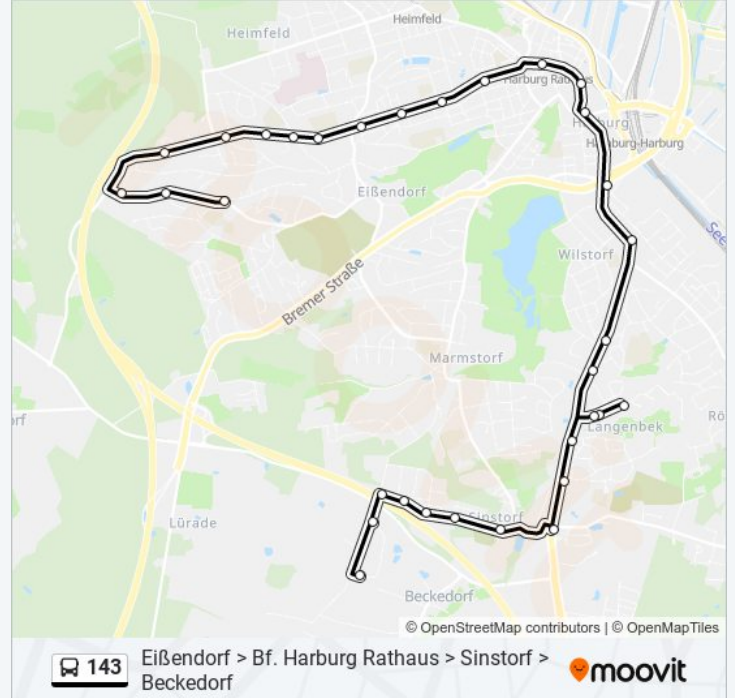 Heimfeld
Heimfeld
Harburg Rathaus
Harburg
Hamburg-Harburg
Eißendorf
Wilstorf
Bremer Straße
Marmstorf
Langenbek
Sinstorf
Lürade
Beckedorf
© OpenStreetMap contributors | © OpenMapTiles
143
Eißendorf > Bf. Harburg Rathaus > Sinstorf >
Beckedorf
moovit